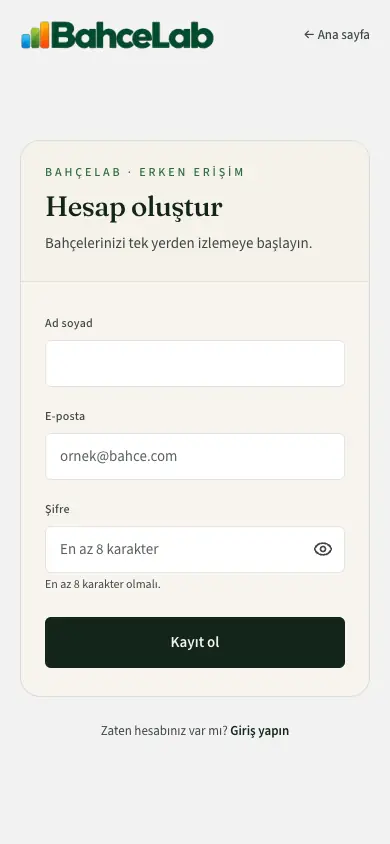 BahceLab
← Ana sayfa
BAHÇELAB · ERKEN ERİŞİM
Hesap oluştur
Bahçelerinizi tek yerden izlemeye başlayın.
Ad soyad
E-posta
ornek@bahce.com
Şifre
En az 8 karakter
En az 8 karakter olmalı.
Kayıt ol
Zaten hesabınız var mı? Giriş yapın